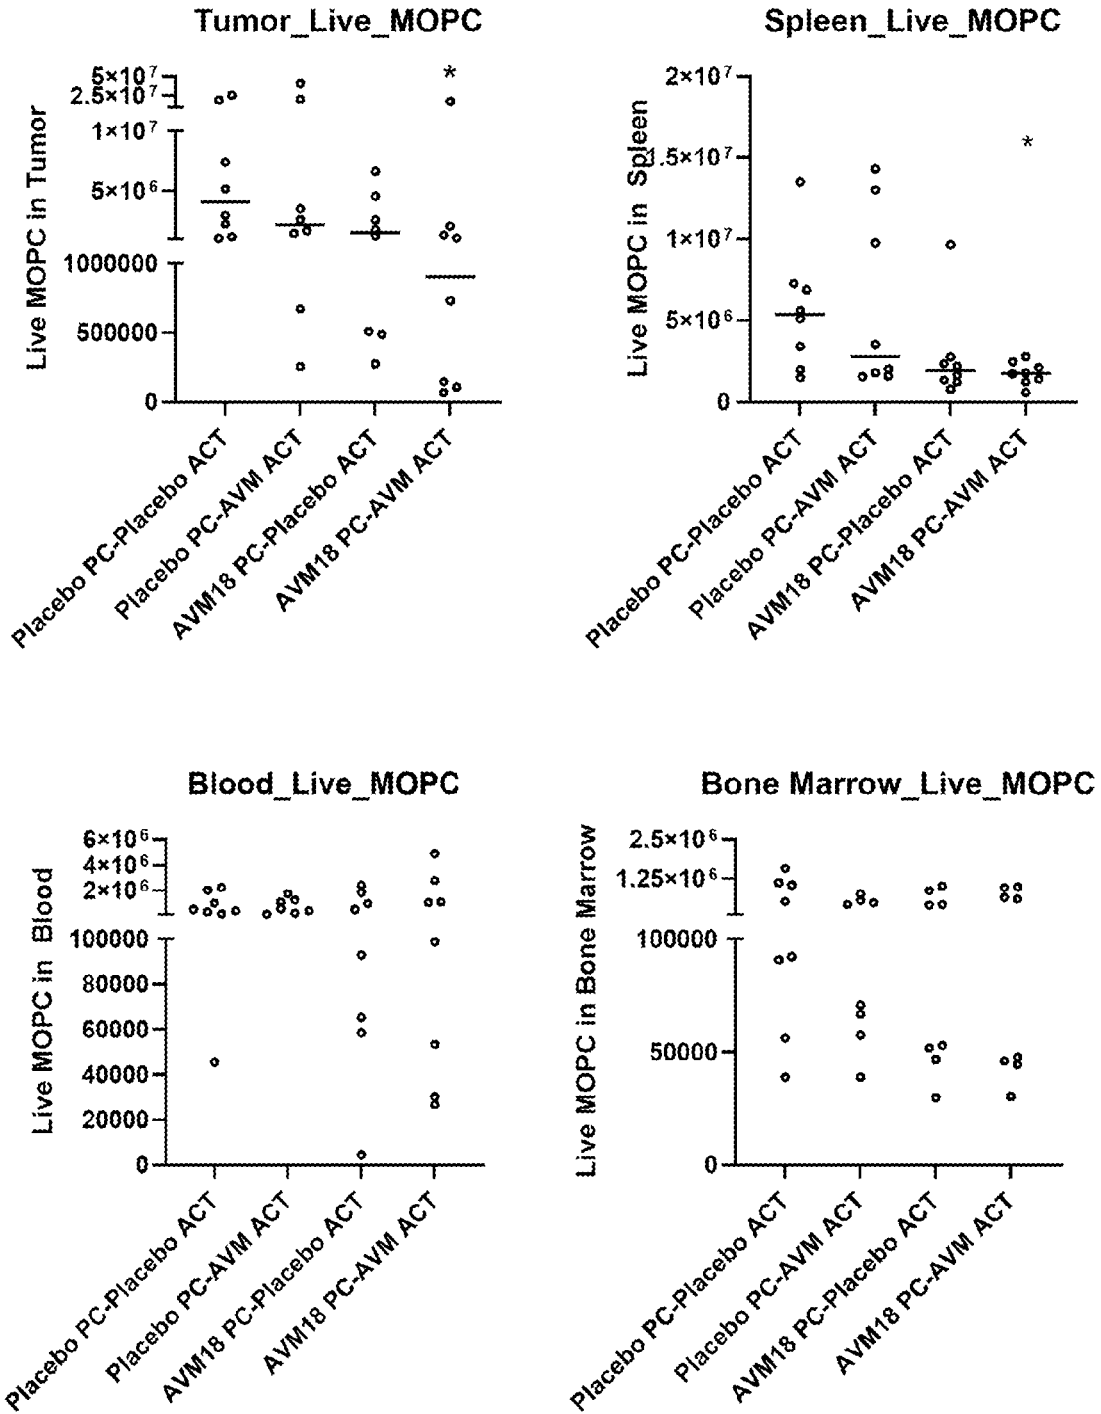 Tumor_Live_MOPC
Live MOPC in Tumor
5×10⁷
2.5×10⁷
1×10⁷
5×10⁶
1000000
500000
0
*
Placebo PC-Placebo ACT
Placebo PC-AVM ACT
AVM18 PC-Placebo ACT
AVM18 PC-AVM ACT
Spleen_Live_MOPC
Live MOPC in Spleen
2×10⁷
1.5×10⁷
1×10⁷
5×10⁶
0
*
Placebo PC-Placebo ACT
Placebo PC-AVM ACT
AVM18 PC-Placebo ACT
AVM18 PC-AVM ACT
Blood_Live_MOPC
Live MOPC in Blood
6×10⁶
4×10⁶
2×10⁶
100000
80000
60000
40000
20000
0
Placebo PC-Placebo ACT
Placebo PC-AVM ACT
AVM18 PC-Placebo ACT
AVM18 PC-AVM ACT
Bone Marrow_Live_MOPC
Live MOPC in Bone Marrow
2.5×10⁶
1.25×10⁶
100000
50000
0
Placebo PC-Placebo ACT
Placebo PC-AVM ACT
AVM18 PC-Placebo ACT
AVM18 PC-AVM ACT